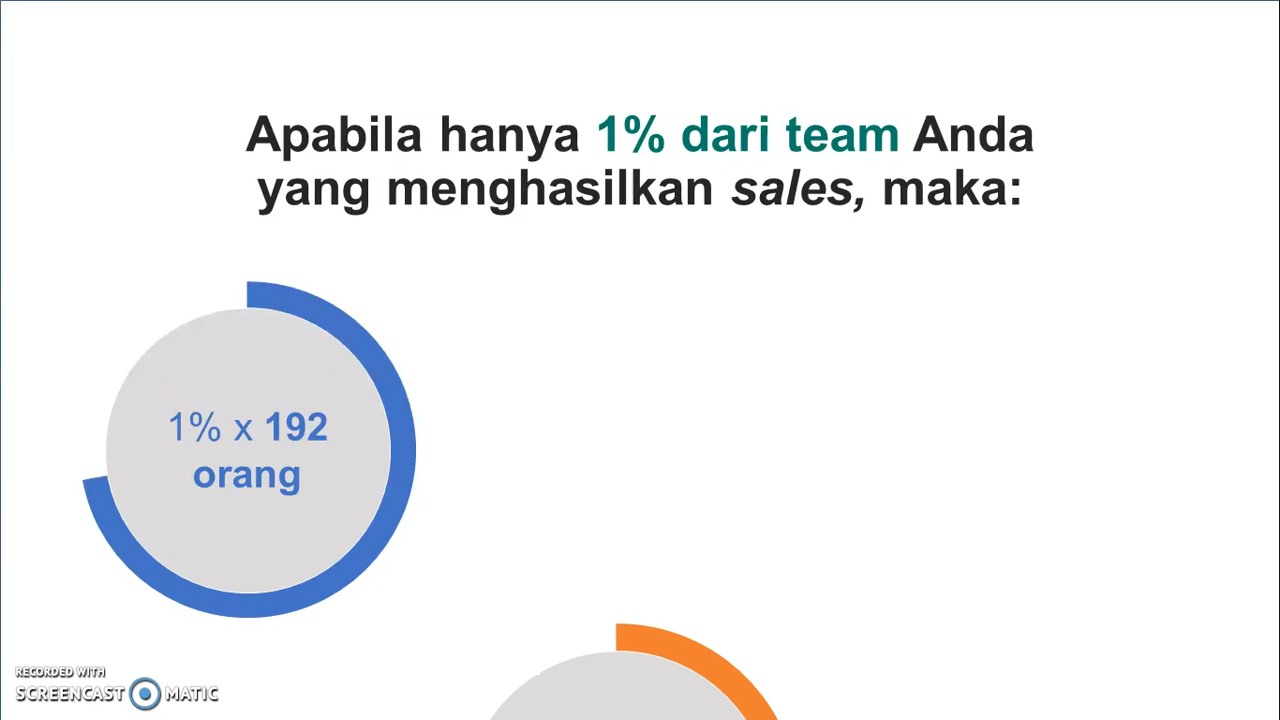 Apabila hanya 1% dari team Anda
yang menghasilkan sales, maka:
1% x 192
orang
RECORDED WITH
SCREENCAST MATIC